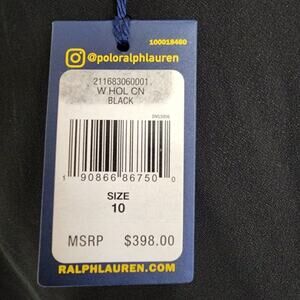 100018460
@poloralphlauren
211683060001
W HOL CN
BLACK
1 90866 86750 0
SIZE
10
MSRP $398.00
RALPHLAUREN.COM